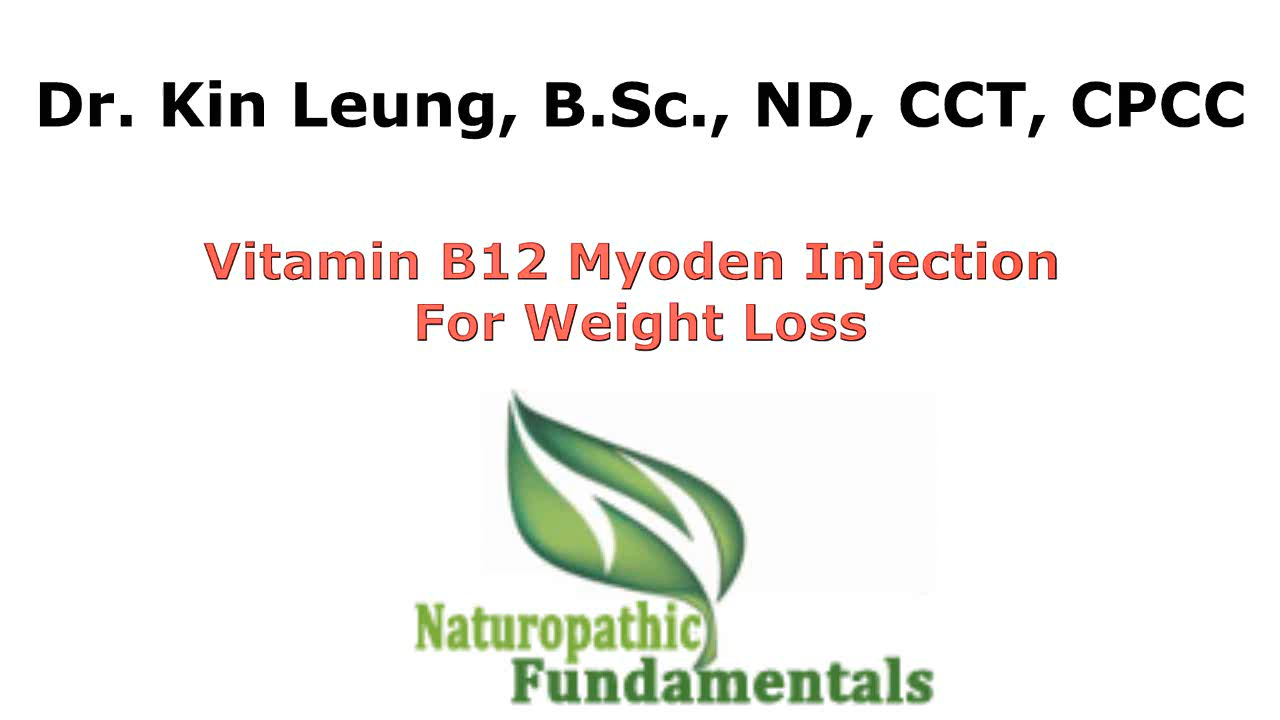 Dr. Kin Leung, B.Sc., ND, CCT, CPCC
Vitamin B12 Myoden Injection
For Weight Loss
Naturopathic
Fundamentals